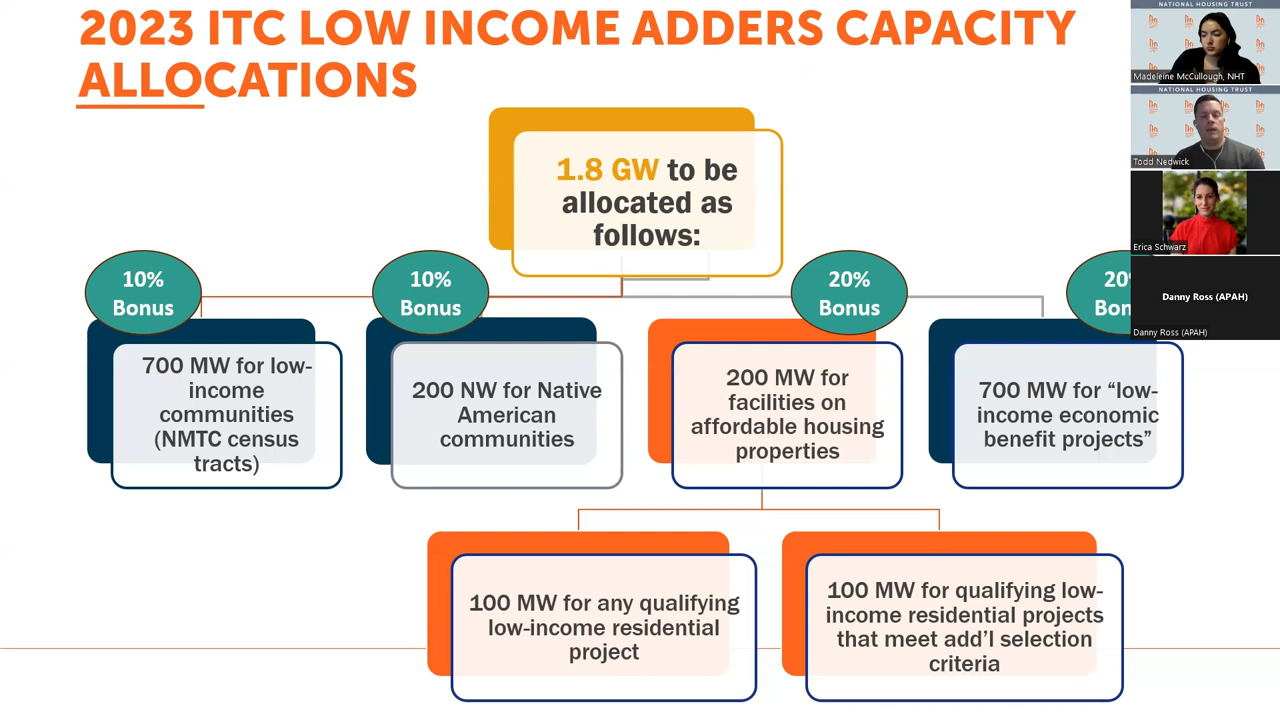 2023 ITC LOW INCOME ADDERS CAPACITY
ALLOCATIONS
1.8 GW to be
allocated as
follows:
10%
Bonus
10%
Bonus
20%
Bonus
20%
Bon
700 MW for low-
income
communities
(NMTC census
tracts)
200 NW for Native
American
communities
200 MW for
facilities on
affordable housing
properties
700 MW for “low-
income economic
benefit projects”
100 MW for any qualifying
low-income residential
project
100 MW for qualifying low-
income residential projects
that meet add’l selection
criteria
NATIONAL HOUSING TRUST
Madeleine McCullough, NHT
NATIONAL HOUSING TRUST
Todd Nedwick
Erica Schwarz
Danny Ross (APAH)
Danny Ross (APAH)